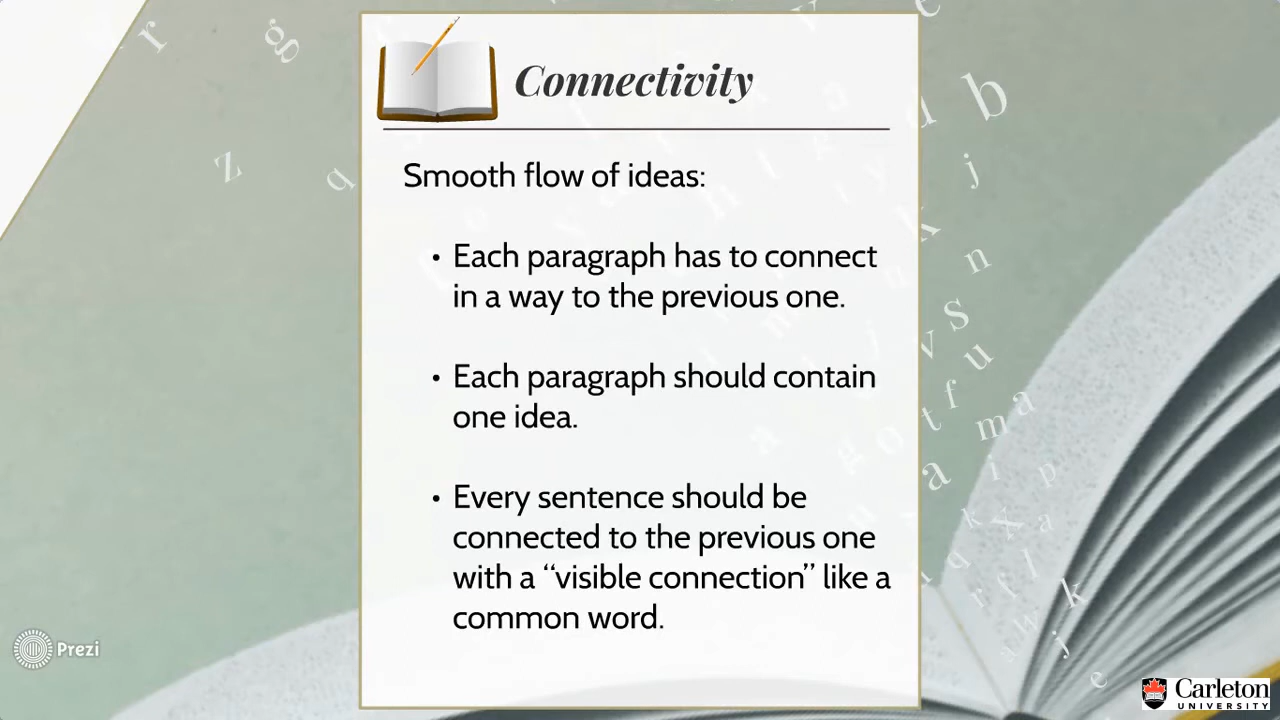 Connectivity
Smooth flow of ideas:
• Each paragraph has to connect
in a way to the previous one.
• Each paragraph should contain
one idea.
• Every sentence should be
connected to the previous one
with a “visible connection” like a
common word.
Prezi
Carleton
UNIVERSITY